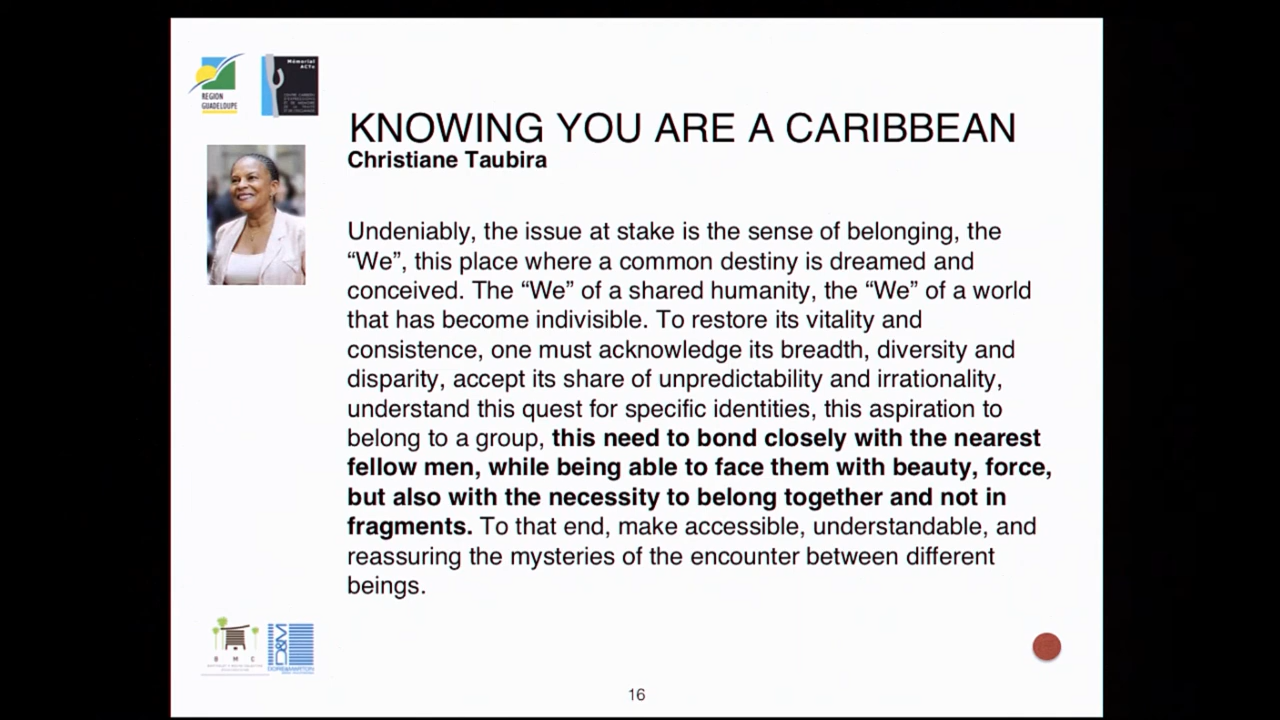 REGION
GUADELOUPE
Mémorial
ACTe
KNOWING YOU ARE A CARIBBEAN
Christiane Taubira
Undeniably, the issue at stake is the sense of belonging, the
“We”, this place where a common destiny is dreamed and
conceived. The “We” of a shared humanity, the “We” of a world
that has become indivisible. To restore its vitality and
consistence, one must acknowledge its breadth, diversity and
disparity, accept its share of unpredictability and irrationality,
understand this quest for specific identities, this aspiration to
belong to a group, this need to bond closely with the nearest
fellow men, while being able to face them with beauty, force,
but also with the necessity to belong together and not in
fragments. To that end, make accessible, understandable, and
reassuring the mysteries of the encounter between different
beings.
B M C
D&M
DORE&MARTON
16